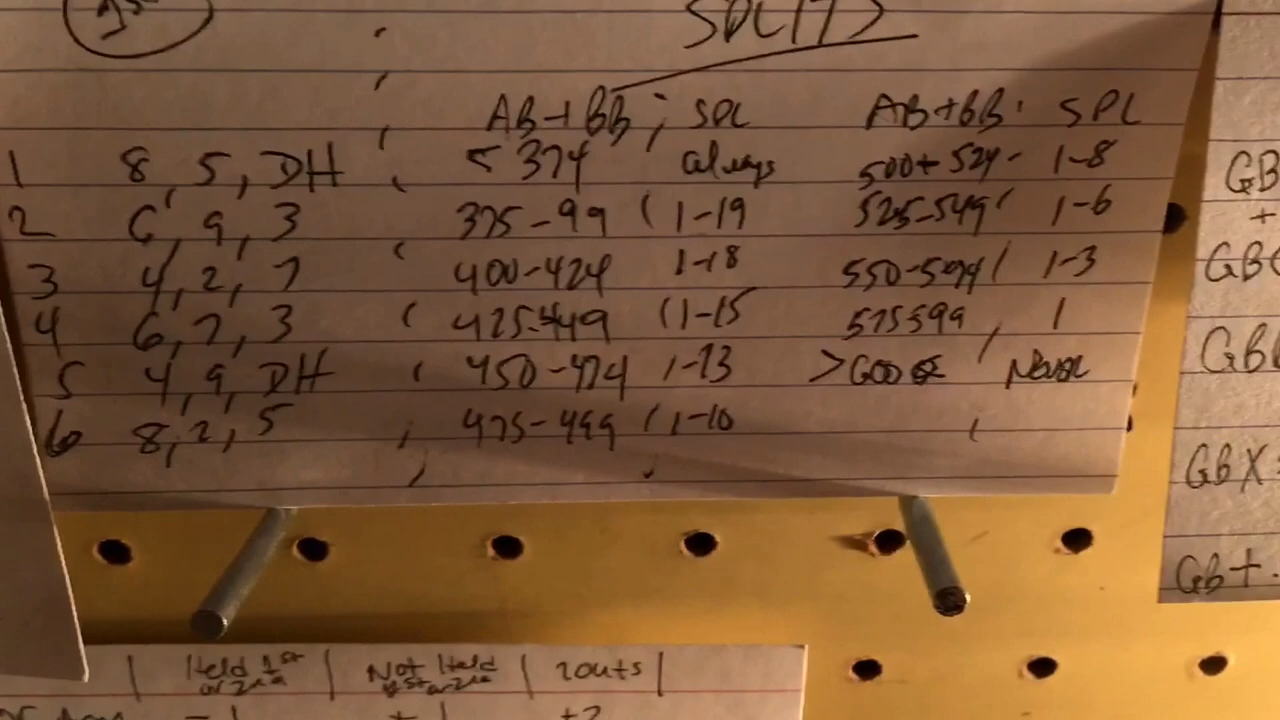 SPLITS
AB+BB ; SPL AB+BB SPL
1 8, 5, DH < 374 always 500+ 524- 1-8
2 6, 9, 3 375-99 1-19 525-549 1-6
3 4, 2, 7 400-424 1-18 550-574 1-3
4 6, 7, 3 425-449 1-15 575599, 1
5 4, 9, DH 450-474 1-13 >600 Never
6 8, 2, 5 475-499 1-10
GB
+
GB
GB
GBX
GB+
Held 1st or 2nd | Not Held 1st or 2nd | 2outs |
+2